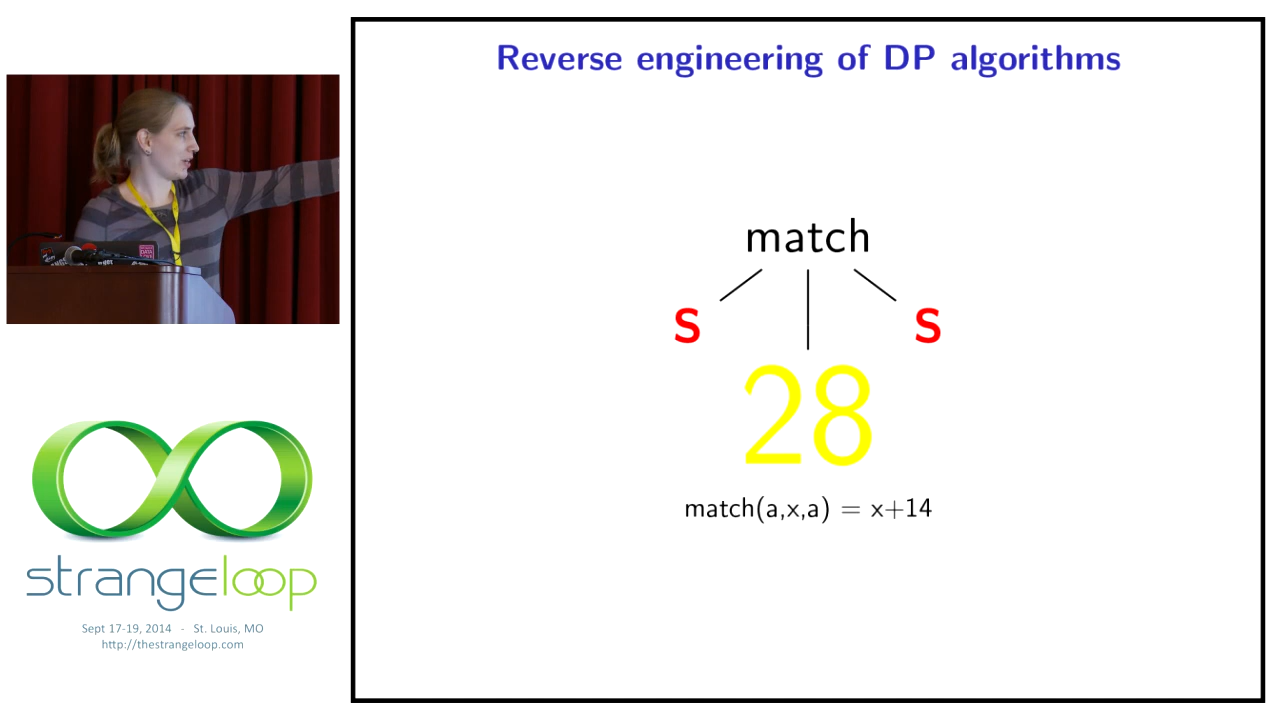 Reverse engineering of DP algorithms
match
S S
28
match(a,x,a) = x+14
strangeloop
Sept 17-19, 2014 - St. Louis, MO
http://thestrangeloop.com